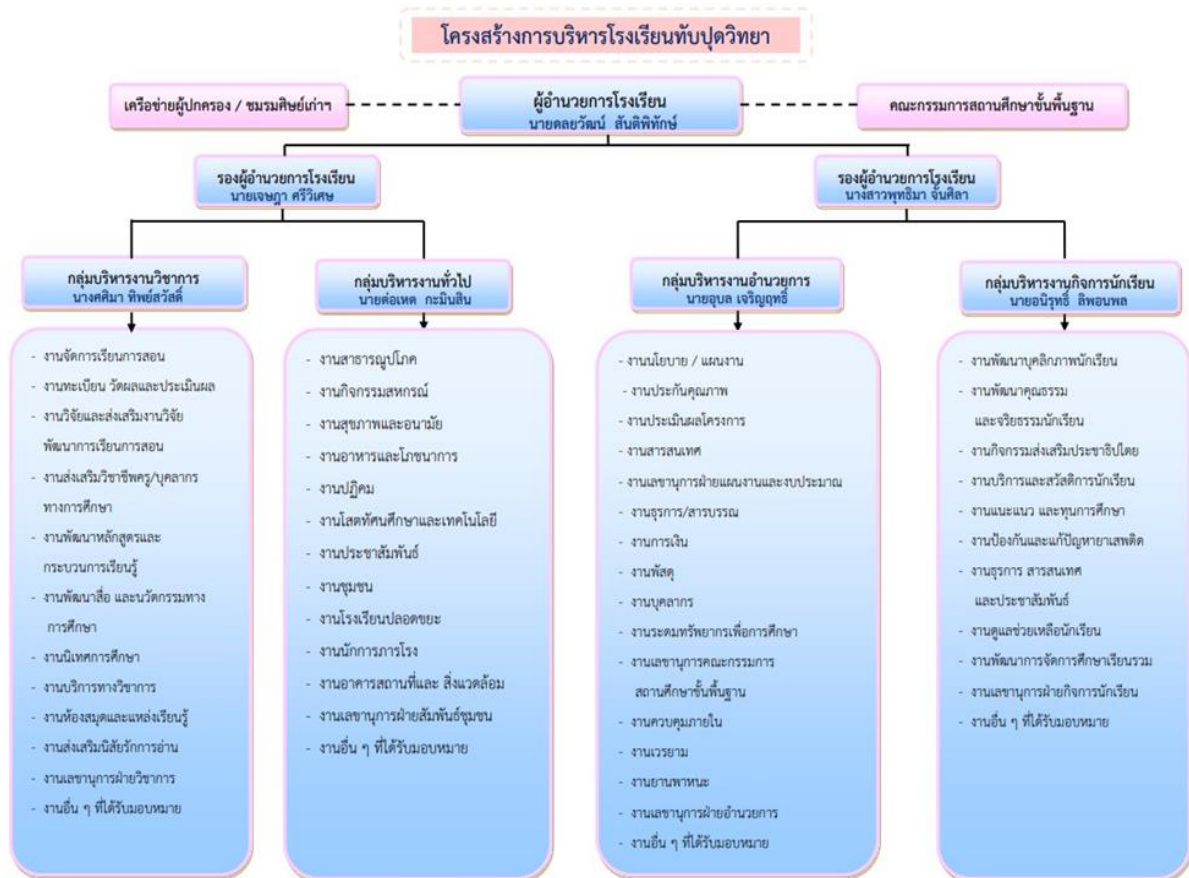 โครงสร้างการบริหารโรงเรียนทับปุดวิทยา
เครือข่ายผู้ปกครอง / ชมรมศิษย์เก่าฯ
ผู้อำนวยการโรงเรียน
นายดลยวัฒน์ สันติพิทักษ์
คณะกรรมการสถานศึกษาขั้นพื้นฐาน
รองผู้อำนวยการโรงเรียน
นายเจษฎา ศรีวิเศษ
รองผู้อำนวยการโรงเรียน
นางสาวพุทธิมา จั่นศิลา
กลุ่มบริหารงานวิชาการ
นางศศิมา ทิพย์สวัสดิ์
กลุ่มบริหารงานทั่วไป
นายต่อเหต กะมินสิน
กลุ่มบริหารงานอำนวยการ
นายอุบล เจริญฤทธิ์
กลุ่มบริหารงานกิจการนักเรียน
นายอนิรุทธิ์ ลิพอนพล
- งานจัดการเรียนการสอน
- งานทะเบียน วัดผลและประเมินผล
- งานวิจัยและส่งเสริมงานวิจัย
พัฒนาการเรียนการสอน
- งานส่งเสริมวิชาชีพครู/บุคลากร
ทางการศึกษา
- งานพัฒนาหลักสูตรและ
กระบวนการเรียนรู้
- งานพัฒนาสื่อ และนวัตกรรมทาง
การศึกษา
- งานนิเทศการศึกษา
- งานบริการทางวิชาการ
- งานห้องสมุดและแหล่งเรียนรู้
- งานส่งเสริมนิสัยรักการอ่าน
- งานเลขานุการฝ่ายวิชาการ
- งานอื่น ๆ ที่ได้รับมอบหมาย
- งานสาธารณูปโภค
- งานกิจกรรมสหกรณ์
- งานสุขภาพและอนามัย
- งานอาหารและโภชนาการ
- งานปฏิคม
- งานโสตทัศนศึกษาและเทคโนโลยี
- งานประชาสัมพันธ์
- งานชุมชน
- งานโรงเรียนปลอดขยะ
- งานนักการภารโรง
- งานอาคารสถานที่และ สิ่งแวดล้อม
- งานเลขานุการฝ่ายสัมพันธ์ชุมชน
- งานอื่น ๆ ที่ได้รับมอบหมาย
- งานนโยบาย / แผนงาน
- งานประกันคุณภาพ
- งานประเมินผลโครงการ
- งานสารสนเทศ
- งานเลขานุการฝ่ายแผนงานและงบประมาณ
- งานธุรการ/สารบรรณ
- งานการเงิน
- งานพัสดุ
- งานบุคลากร
- งานระดมทรัพยากรเพื่อการศึกษา
- งานเลขานุการคณะกรรมการ
สถานศึกษาขั้นพื้นฐาน
- งานควบคุมภายใน
- งานเวรยาม
- งานยานพาหนะ
- งานเลขานุการฝ่ายอำนวยการ
- งานอื่น ๆ ที่ได้รับมอบหมาย
- งานพัฒนาบุคลิกภาพนักเรียน
- งานพัฒนาคุณธรรม
และจริยธรรมนักเรียน
- งานกิจกรรมส่งเสริมประชาธิปไตย
- งานบริการและสวัสดิการนักเรียน
- งานแนะแนว และทุนการศึกษา
- งานป้องกันและแก้ปัญหายาเสพติด
- งานธุรการ สารสนเทศ
และประชาสัมพันธ์
- งานดูแลช่วยเหลือนักเรียน
- งานพัฒนาการจัดการศึกษาเรียนรวม
- งานเลขานุการฝ่ายกิจการนักเรียน
- งานอื่น ๆ ที่ได้รับมอบหมาย